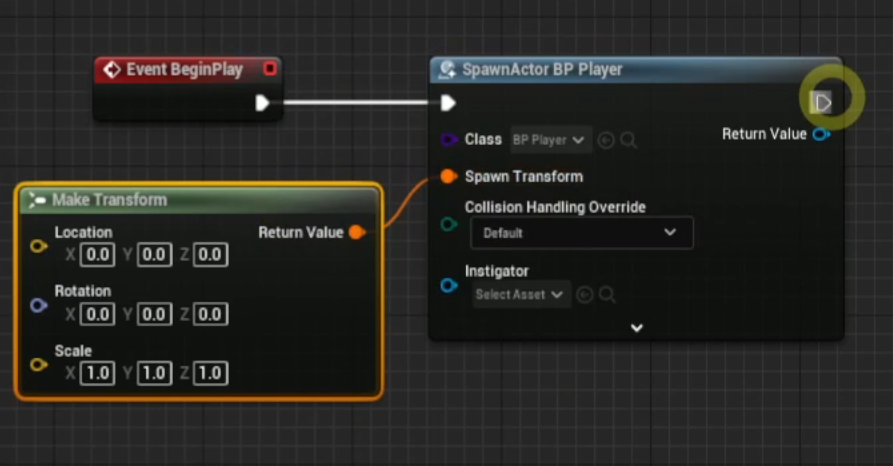 Event BeginPlay
SpawnActor BP Player
Class BP Player
Return Value
Spawn Transform
Collision Handling Override
Default
Instigator
Select Asset
Make Transform
Location
Return Value
X 0.0 Y 0.0 Z 0.0
Rotation
X 0.0 Y 0.0 Z 0.0
Scale
X 1.0 Y 1.0 Z 1.0